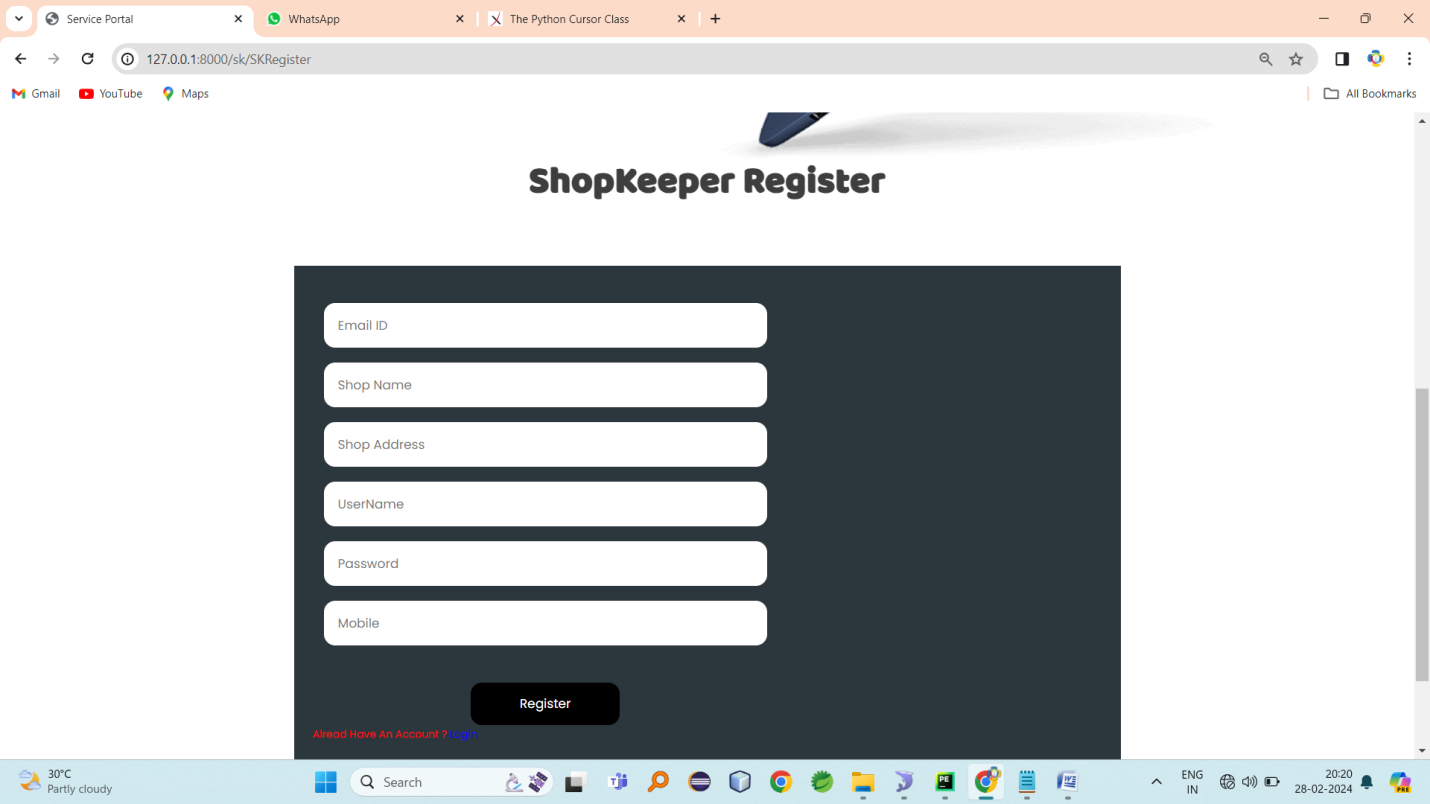 Service Portal
WhatsApp
The Python Cursor Class
127.0.0.1:8000/sk/SKRegister
Gmail
YouTube
Maps
All Bookmarks
ShopKeeper Register
Email ID
Shop Name
Shop Address
UserName
Password
Mobile
Register
Alread Have An Account ? Login
30°C
Partly cloudy
Search
ENG
IN
20:20
28-02-2024